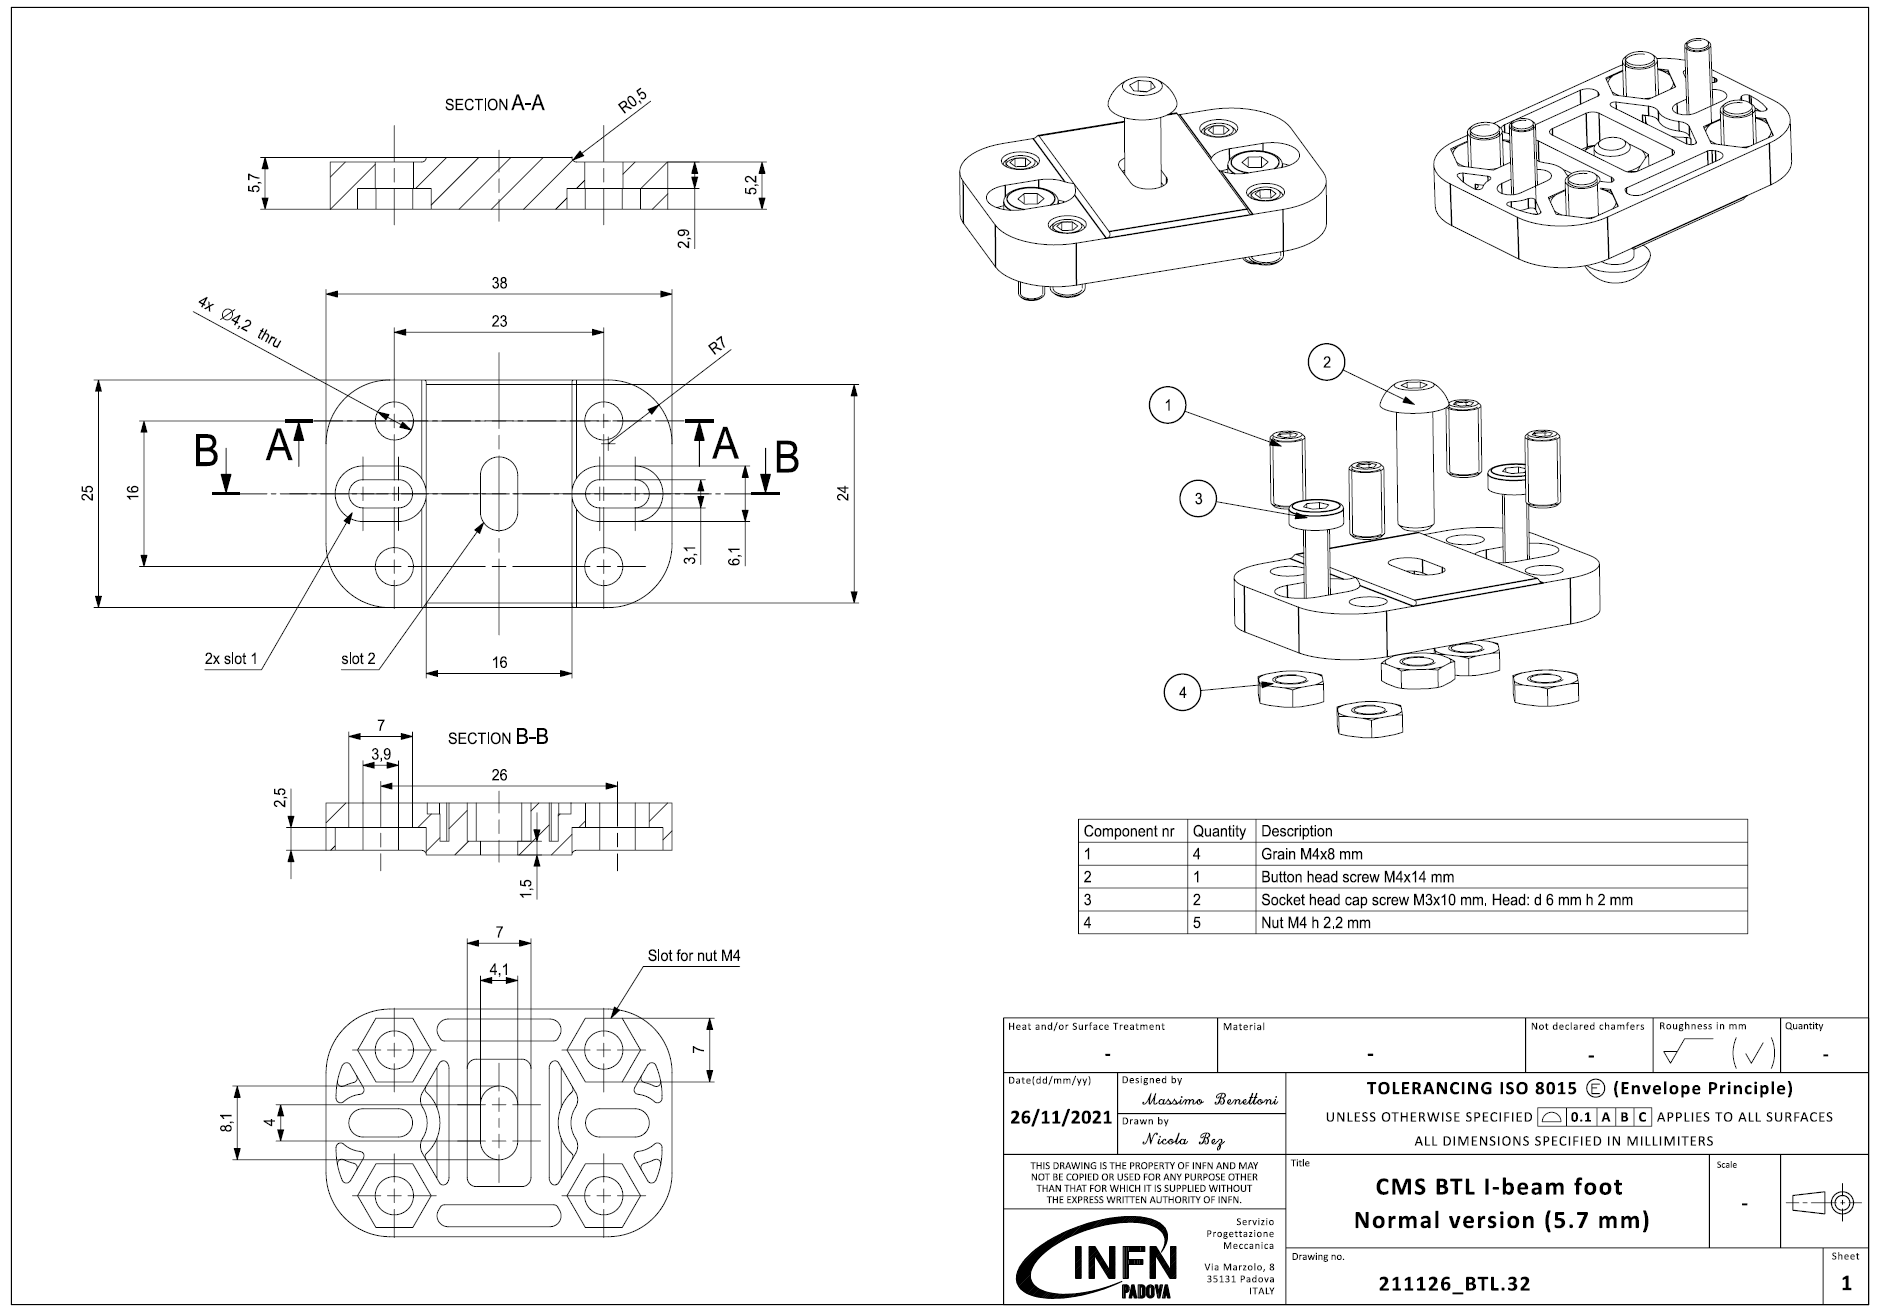 SECTION A-A
R0,5
5,7
5,2
2,9
38
4x Ø4,2 thru
23
R7
A
A
B
B
25
16
24
3,1
6,1
2x slot 1
slot 2
16
SECTION B-B
7
3,9
26
2,5
1,5
7
4,1
Slot for nut M4
7
8,1
4
2
1
3
4
Component nr Quantity Description
1 4 Grain M4x8 mm
2 1 Button head screw M4x14 mm
3 2 Socket head cap screw M3x10 mm, Head: d 6 mm h 2 mm
4 5 Nut M4 h 2,2 mm
Heat and/or Surface Treatment Material Not declared chamfers Roughness in mm Quantity
- - - -
Date(dd/mm/yy)
26/11/2021
Designed by
Massimo Benettoni
Drawn by
Nicola Bez
TOLERANCING ISO 8015 Ⓔ (Envelope Principle)
UNLESS OTHERWISE SPECIFIED ⌓ 0.1 A B C APPLIES TO ALL SURFACES
ALL DIMENSIONS SPECIFIED IN MILLIMITERS
THIS DRAWING IS THE PROPERTY OF INFN AND MAY
NOT BE COPIED OR USED FOR ANY PURPOSE OTHER
THAN THAT FOR WHICH IT IS SUPPLIED WITHOUT
THE EXPRESS WRITTEN AUTHORITY OF INFN.
Title
CMS BTL I-beam foot
Normal version (5.7 mm)
Scale
-
INFN
PADOVA
Servizio
Progettazione
Meccanica
Via Marzolo, 8
35131 Padova
ITALY
Drawing no.
211126_BTL.32
Sheet
1